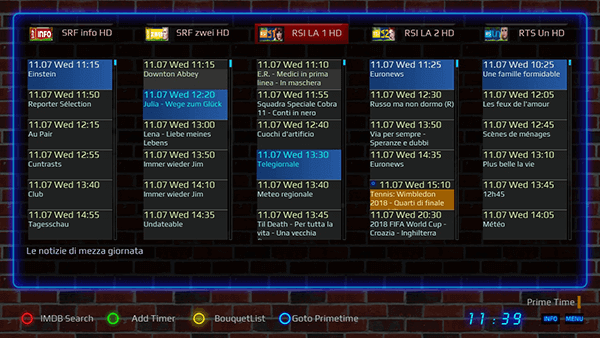 SRF info HD
SRF zwei HD
RSI LA 1 HD
RSI LA 2 HD
RTS Un HD
11.07 Wed 11:15
Einstein
11.07 Wed 11:50
Reporter Sélection
11.07 Wed 12:15
Au Pair
11.07 Wed 12:55
Cuntrasts
11.07 Wed 13:40
Club
11.07 Wed 14:55
Tagesschau
11.07 Wed 11:15
Downton Abbey
11.07 Wed 12:20
Julia - Wege zum Glück
11.07 Wed 13:00
Lena - Liebe meines
Lebens
11.07 Wed 13:50
Immer wieder Jim
11.07 Wed 14:10
Immer wieder Jim
11.07 Wed 14:35
Undateable
11.07 Wed 11:10
E.R. - Medici in prima
linea - In maschera
11.07 Wed 11:55
Squadra Speciale Cobra
11 - Conti in nero
11.07 Wed 12:40
Cuochi d'artificio
11.07 Wed 13:30
Telegiornale
11.07 Wed 13:40
Meteo regionale
11.07 Wed 13:45
Til Death - Per tutta la
vita - Una vecchia
11.07 Wed 11:25
Euronews
11.07 Wed 12:30
Russo ma non dormo (R)
11.07 Wed 13:50
Via per sempre -
Speranze e dubbi
11.07 Wed 14:35
Euronews
11.07 Wed 15:10
Tennis: Wimbledon
2018 - Quarti di finale
11.07 Wed 20:30
2018 FIFA World Cup -
Croazia - Inghilterra
11.07 Wed 10:25
Une famille formidable
11.07 Wed 12:05
Les feux de l'amour
11.07 Wed 12:45
Scènes de ménages
11.07 Wed 13:10
Plus belle la vie
11.07 Wed 13:40
12h45
11.07 Wed 14:05
Météo
Le notizie di mezza giornata
Prime Time
IMDB Search
Add Timer
BouquetList
Goto Primetime
11:39
INFO
MENU